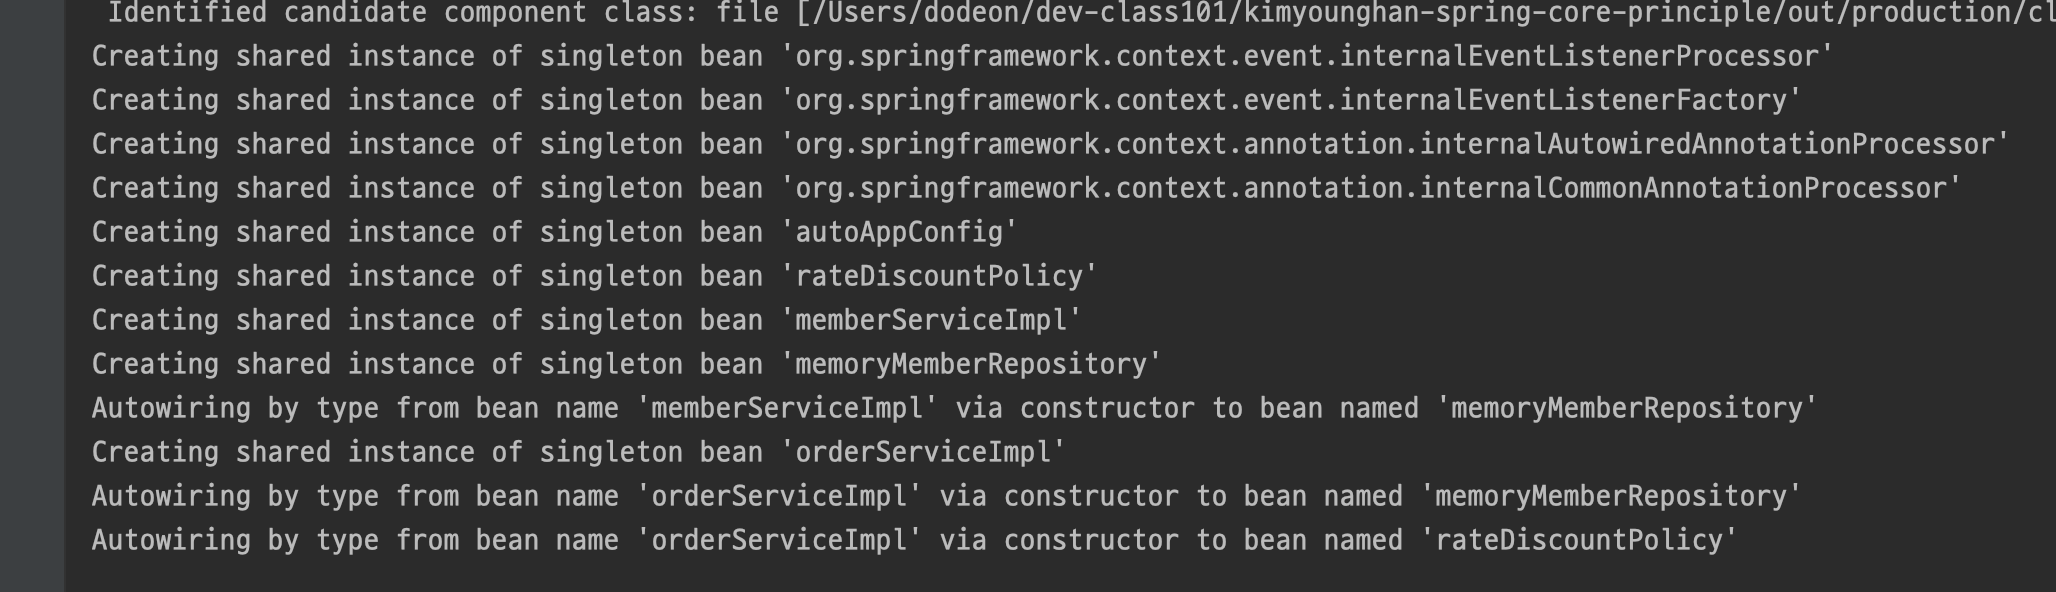 Identified candidate component class: file [/Users/dodeon/dev-class101/kimyounghan-spring-core-principle/out/production/cl
Creating shared instance of singleton bean 'org.springframework.context.event.internalEventListenerProcessor'
Creating shared instance of singleton bean 'org.springframework.context.event.internalEventListenerFactory'
Creating shared instance of singleton bean 'org.springframework.context.annotation.internalAutowiredAnnotationProcessor'
Creating shared instance of singleton bean 'org.springframework.context.annotation.internalCommonAnnotationProcessor'
Creating shared instance of singleton bean 'autoAppConfig'
Creating shared instance of singleton bean 'rateDiscountPolicy'
Creating shared instance of singleton bean 'memberServiceImpl'
Creating shared instance of singleton bean 'memoryMemberRepository'
Autowiring by type from bean name 'memberServiceImpl' via constructor to bean named 'memoryMemberRepository'
Creating shared instance of singleton bean 'orderServiceImpl'
Autowiring by type from bean name 'orderServiceImpl' via constructor to bean named 'memoryMemberRepository'
Autowiring by type from bean name 'orderServiceImpl' via constructor to bean named 'rateDiscountPolicy'